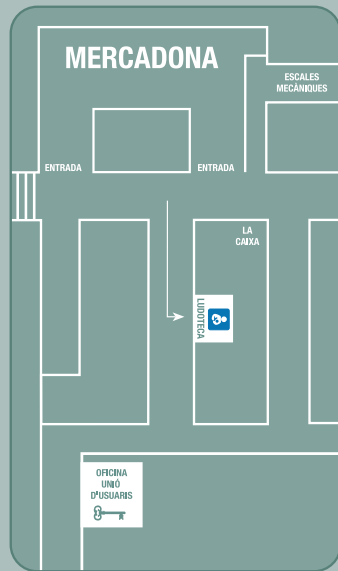 MERCADONA
ESCALES
MECÀNIQUES
ENTRADA
ENTRADA
LA
CAIXA
LUDOTECA
OFICINA
UNIÓ
D'USUARIS